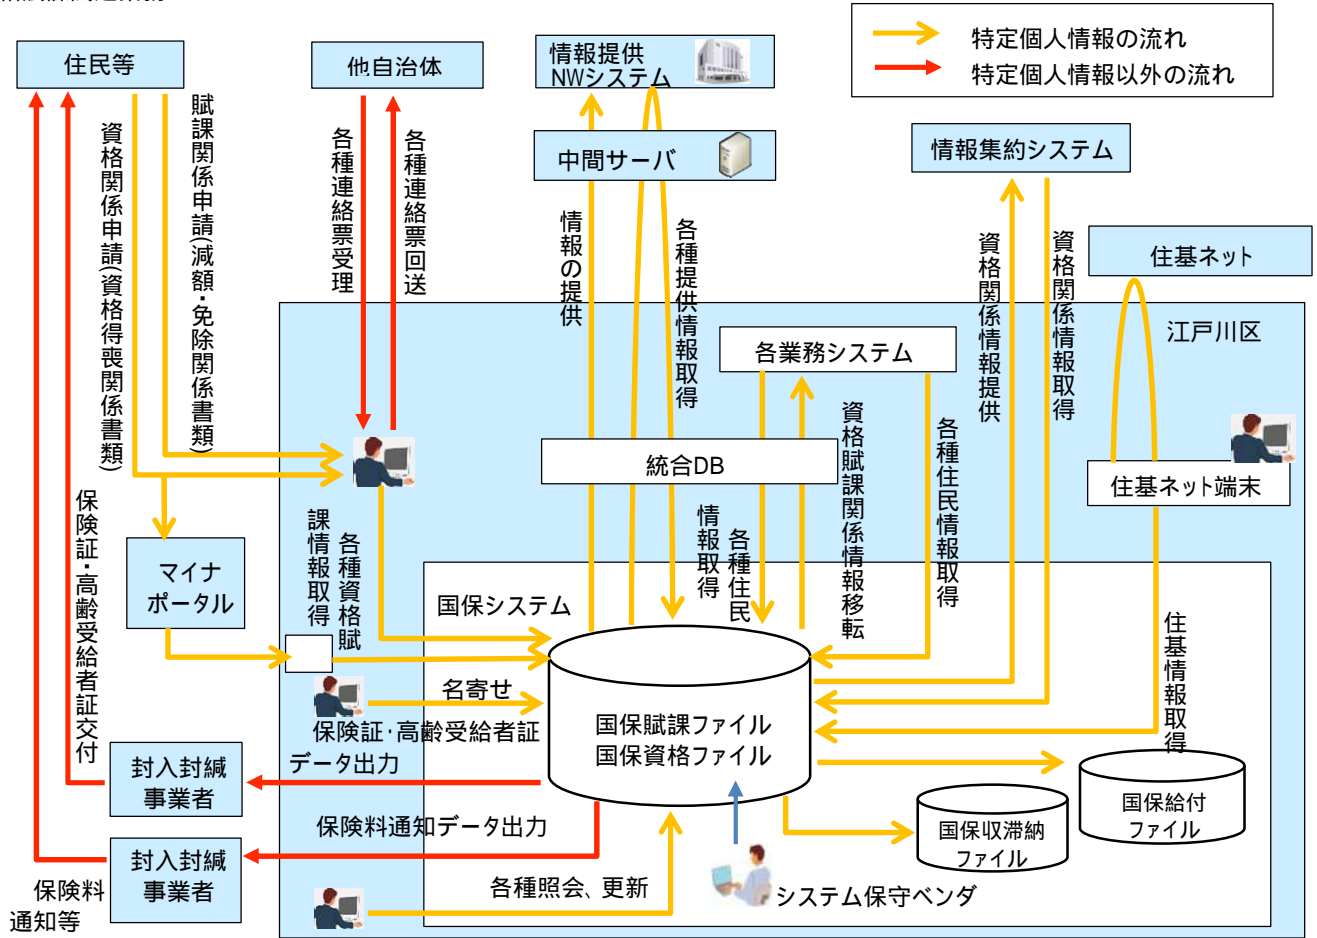 特定個人情報の流れ
特定個人情報以外の流れ
住民等
他自治体
情報提供
NWシステム
中間サーバ
情報集約システム
住基ネット
江戸川区
賦課関係申請(減額・免除関係書類)
資格関係申請(資格得喪関係書類)
各種連絡票受理
各種連絡票回送
情報の提供
各種提供情報取得
資格関係情報提供
資格関係情報取得
各業務システム
統合DB
住基ネット端末
各種住民
情報取得
資格賦課関係情報移転
各種住民情報取得
住基情報取得
マイナ
ポータル
各種資格賦
課情報取得
国保システム
名寄せ
保険証・高齢受給者証
データ出力
保険証・高齢受給者証交付
国保賦課ファイル
国保資格ファイル
封入封緘
事業者
保険料通知データ出力
封入封緘
事業者
保険料
通知等
各種照会、更新
システム保守ベンダ
国保収滞納
ファイル
国保給付
ファイル